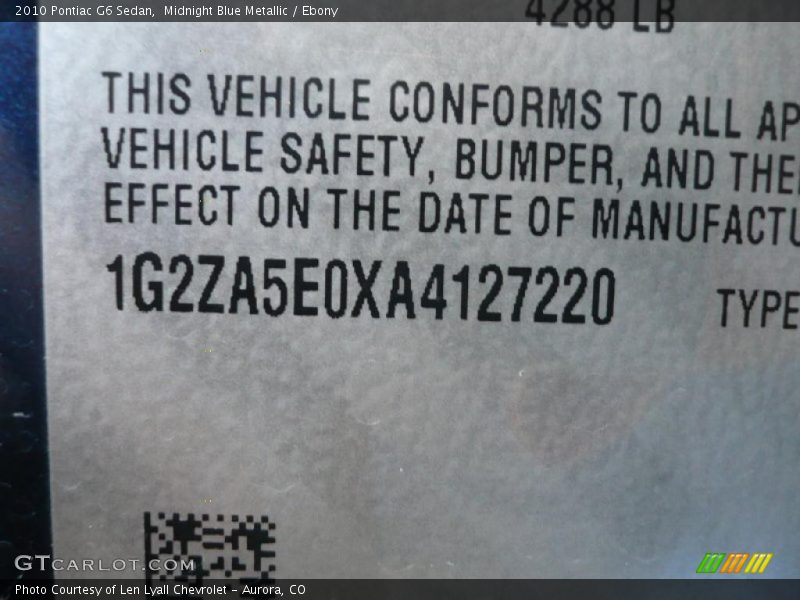 2010 Pontiac G6 Sedan,  Midnight Blue Metallic / Ebony
4288 LB
THIS VEHICLE CONFORMS TO ALL AP
VEHICLE SAFETY, BUMPER, AND THE
EFFECT ON THE DATE OF MANUFACTU
1G2ZA5E0XA4127220
TYPE
GTCARLOT.COM
Photo Courtesy of Len Lyall Chevrolet - Aurora, CO